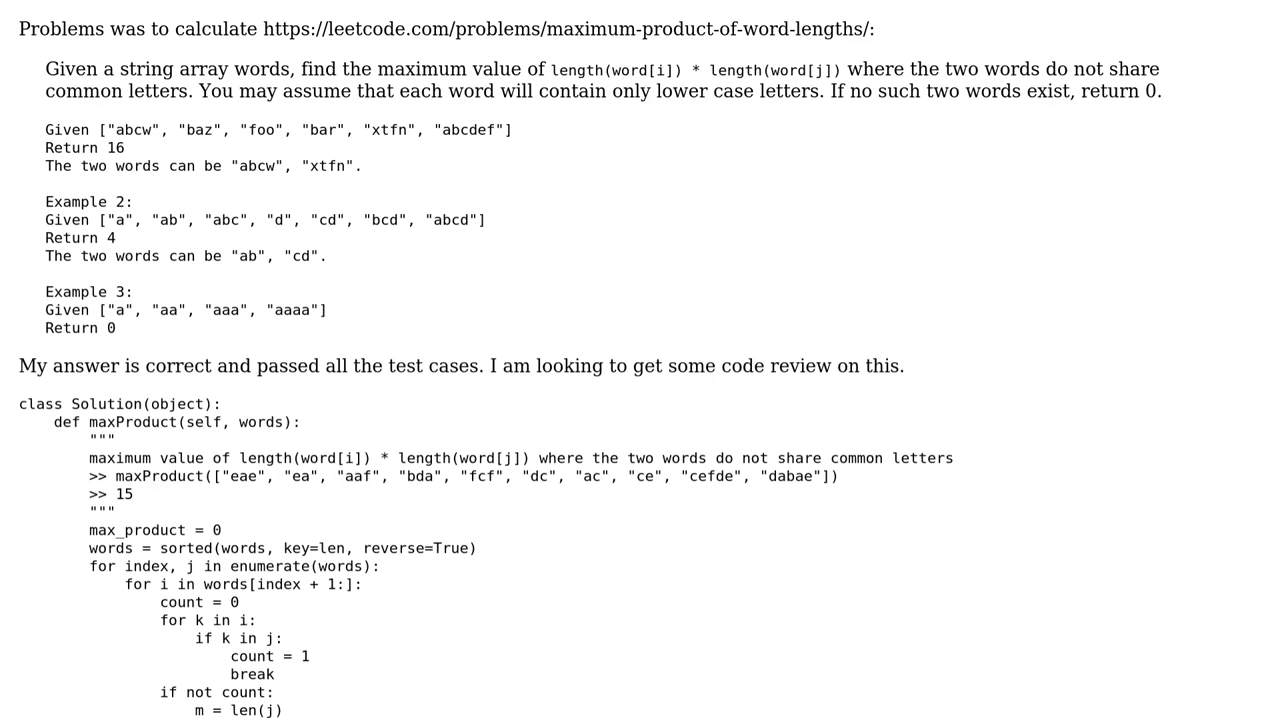 Problems was to calculate https://leetcode.com/problems/maximum-product-of-word-lengths/:
Given a string array words, find the maximum value of length(word[i]) * length(word[j]) where the two words do not share
common letters. You may assume that each word will contain only lower case letters. If no such two words exist, return 0.
Given ["abcw", "baz", "foo", "bar", "xtfn", "abcdef"]
Return 16
The two words can be "abcw", "xtfn".
Example 2:
Given ["a", "ab", "abc", "d", "cd", "bcd", "abcd"]
Return 4
The two words can be "ab", "cd".
Example 3:
Given ["a", "aa", "aaa", "aaaa"]
Return 0
My answer is correct and passed all the test cases. I am looking to get some code review on this.
class Solution(object):
    def maxProduct(self, words):
        """
        maximum value of length(word[i]) * length(word[j]) where the two words do not share common letters
        >> maxProduct(["eae", "ea", "aaf", "bda", "fcf", "dc", "ac", "ce", "cefde", "dabae"])
        >> 15
        """
        max_product = 0
        words = sorted(words, key=len, reverse=True)
        for index, j in enumerate(words):
            for i in words[index + 1:]:
                count = 0
                for k in i:
                    if k in j:
                        count = 1
                        break
                if not count:
                    m = len(j)